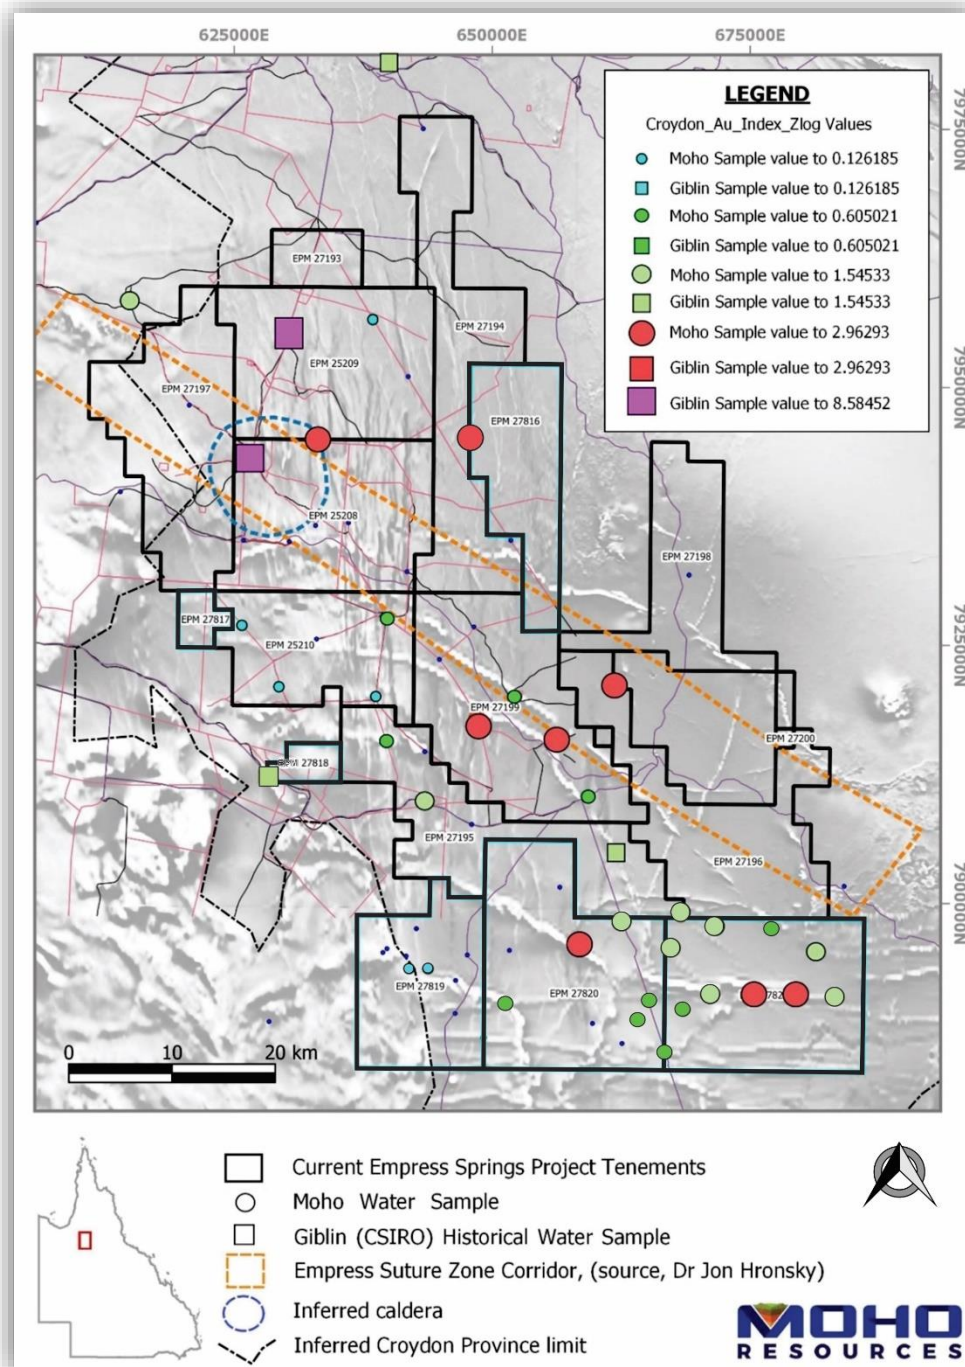 625000E 650000E 675000E
7975000N
7950000N
7925000N
7900000N
LEGEND
Croydon_Au_Index_Zlog Values
Moho Sample value to 0.126185
Giblin Sample value to 0.126185
Moho Sample value to 0.605021
Giblin Sample value to 0.605021
Moho Sample value to 1.54533
Giblin Sample value to 1.54533
Moho Sample value to 2.96293
Giblin Sample value to 2.96293
Giblin Sample value to 8.58452
EPM 27193
EPM 27194
EPM 25209
EPM 27197
EPM 27816
EPM 25208
EPM 27198
EPM 27817
EPM 25210
EPM 27199
EPM 27200
EPM 27818
EPM 27195
EPM 27196
EPM 27819
EPM 27820
0 10 20 km
Current Empress Springs Project Tenements
Moho Water Sample
Giblin (CSIRO) Historical Water Sample
Empress Suture Zone Corridor, (source, Dr Jon Hronsky)
Inferred caldera
Inferred Croydon Province limit
MOHO
RESOURCES